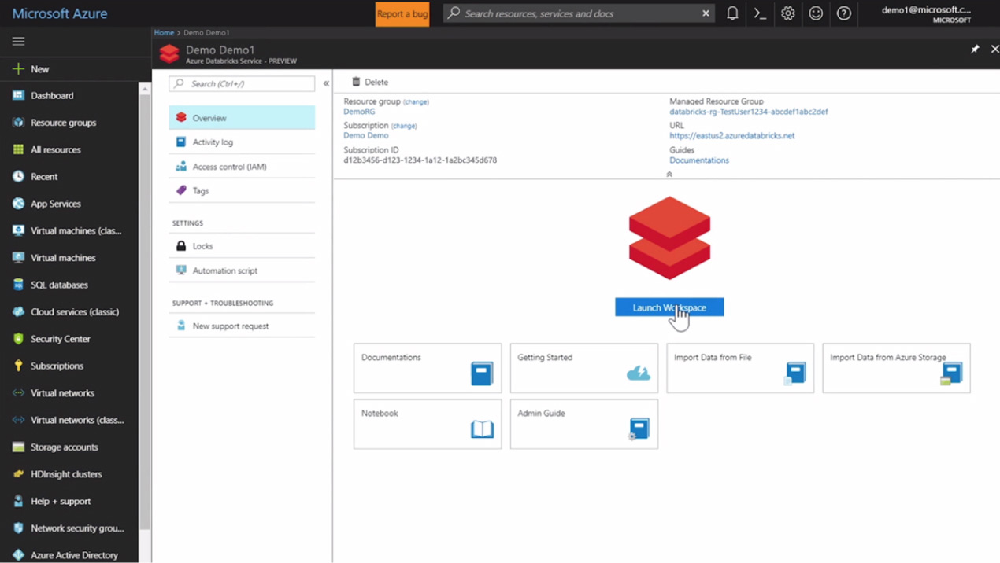 Microsoft Azure
Report a bug
Search resources, services and docs
demo1@microsoft.c...
MICROSOFT
Home > Demo Demo1
Demo Demo1
Azure Databricks Service - PREVIEW
New
Dashboard
Resource groups
All resources
Recent
App Services
Virtual machines (clas...
Virtual machines
SQL databases
Cloud services (classic)
Security Center
Subscriptions
Virtual networks
Virtual networks (class...
Storage accounts
HDInsight clusters
Help + support
Network security grou...
Azure Active Directory
Search (Ctrl+/)
Overview
Activity log
Access control (IAM)
Tags
SETTINGS
Locks
Automation script
SUPPORT + TROUBLESHOOTING
New support request
Delete
Resource group (change)
DemoRG
Subscription (change)
Demo Demo
Subscription ID
d12b3456-d123-1234-1a12-1a2bc345d678
Managed Resource Group
databricks-rg-TestUser1234-abcdef1abc2def
URL
https://eastus2.azuredatabricks.net
Guides
Documentations
Launch Workspace
Documentations
Getting Started
Import Data from File
Import Data from Azure Storage
Notebook
Admin Guide